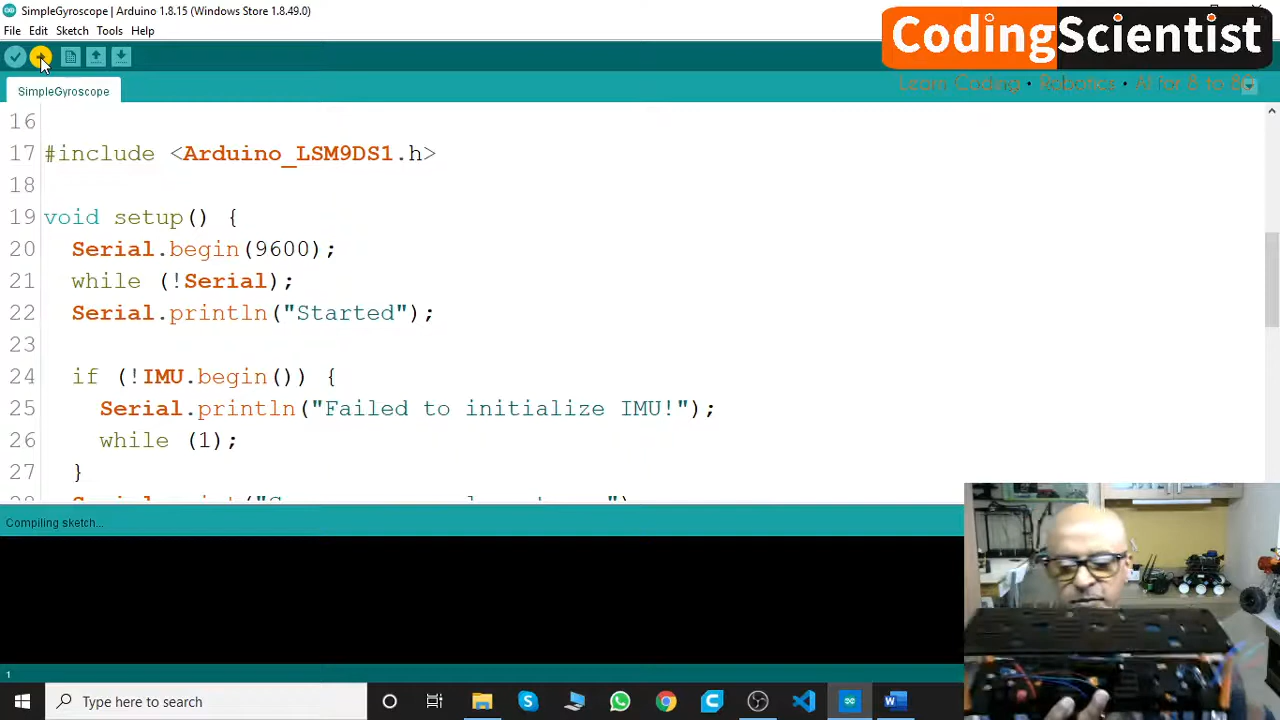 SimpleGyroscope | Arduino 1.8.15 (Windows Store 1.8.49.0)
File Edit Sketch Tools Help
CodingScientist
Learn Coding • Robotics • AI for 8 to 80
SimpleGyroscope
16
17 #include <Arduino_LSM9DS1.h>
18
19 void setup() {
20 Serial.begin(9600);
21 while (!Serial);
22 Serial.println("Started");
23
24 if (!IMU.begin()) {
25 Serial.println("Failed to initialize IMU!");
26 while (1);
27 }
Compiling sketch...
1
Type here to search